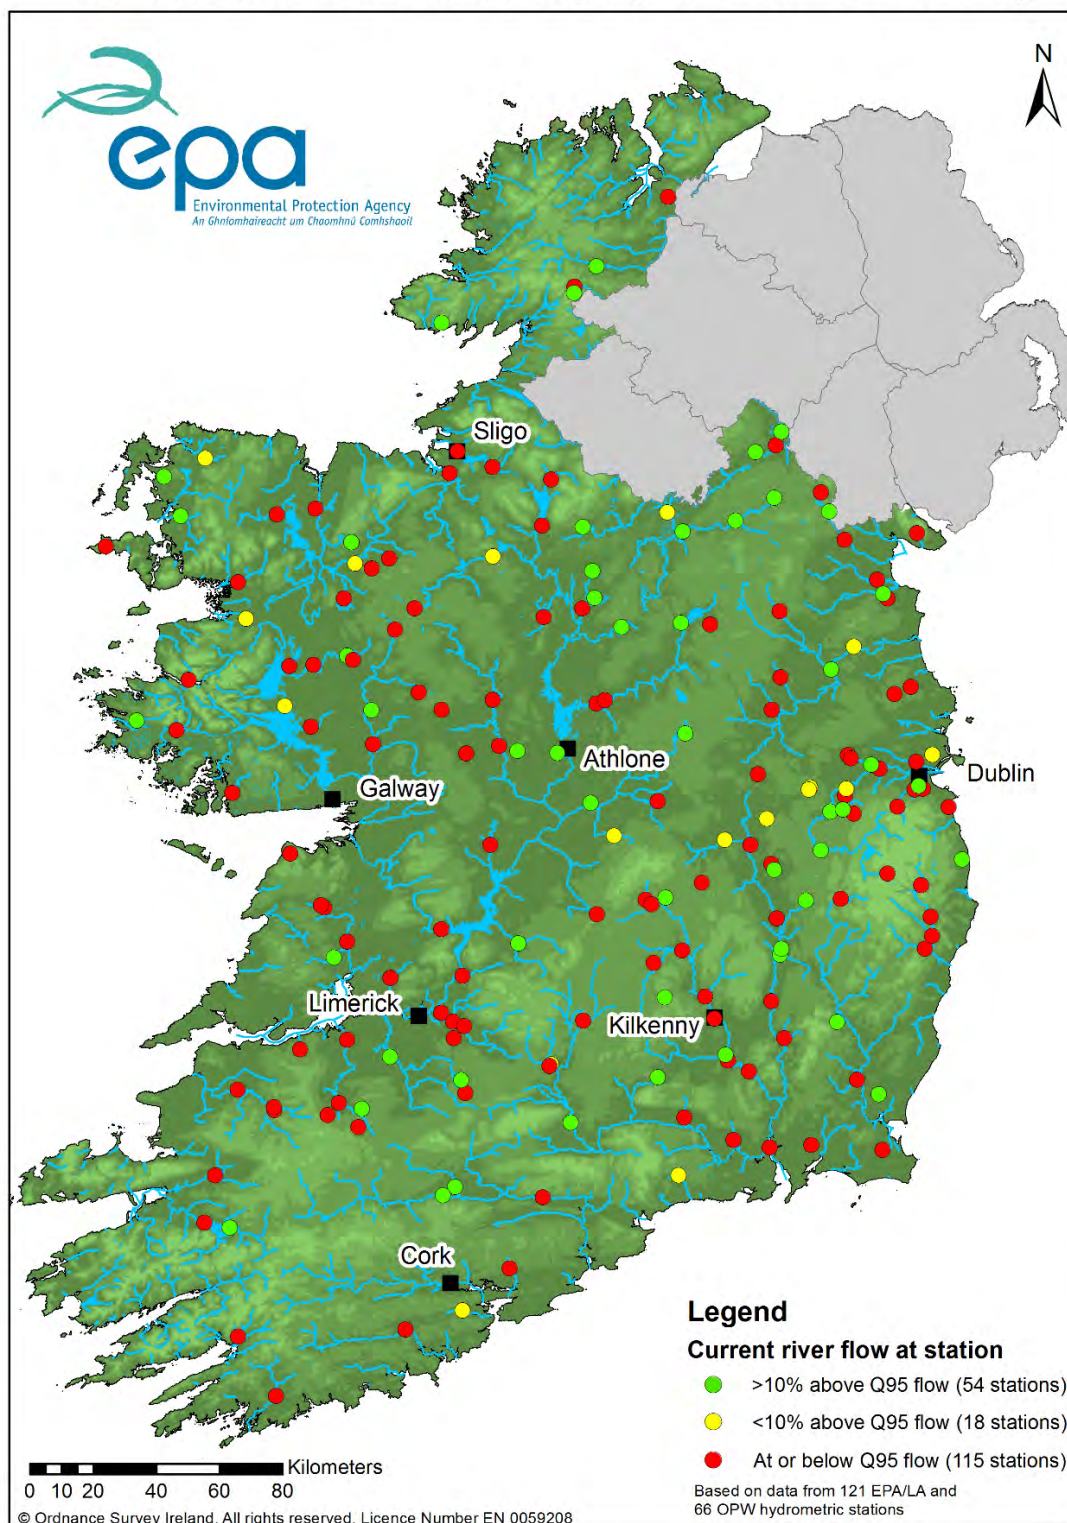 N
epa
Environmental Protection Agency
An Ghníomhaireacht um Chaomhnú Comhshaoil
Sligo
Athlone
Dublin
Galway
Limerick
Kilkenny
Cork
Legend
Current river flow at station
>10% above Q95 flow (54 stations)
<10% above Q95 flow (18 stations)
At or below Q95 flow (115 stations)
Based on data from 121 EPA/LA and
66 OPW hydrometric stations
Kilometers
0 10 20 40 60 80
© Ordnance Survey Ireland. All rights reserved. Licence Number EN 0059208